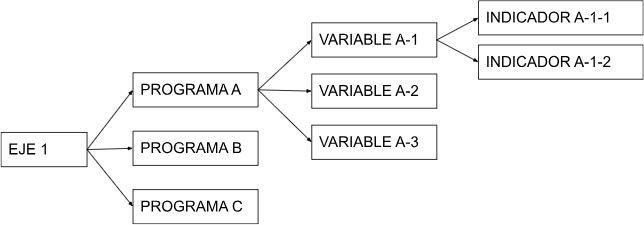 EJE 1
PROGRAMA A
PROGRAMA B
PROGRAMA C
VARIABLE A-1
VARIABLE A-2
VARIABLE A-3
INDICADOR A-1-1
INDICADOR A-1-2